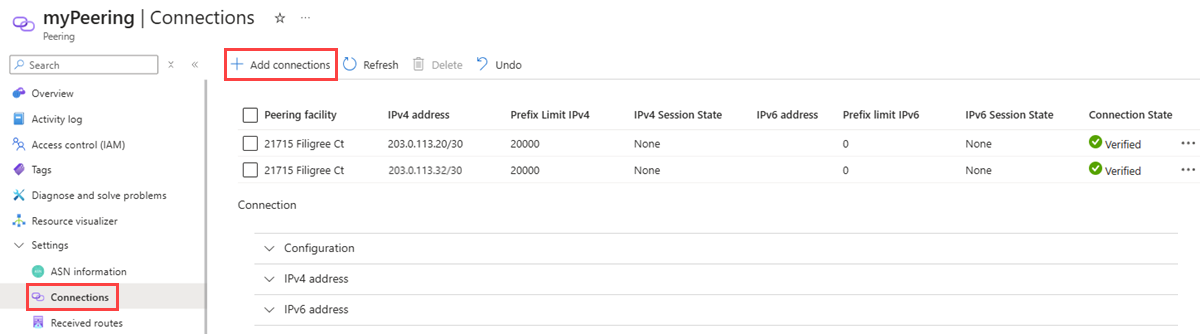 myPeering | Connections
Peering
Search
Overview
Activity log
Access control (IAM)
Tags
Diagnose and solve problems
Resource visualizer
Settings
ASN information
Connections
Received routes
Add connections Refresh Delete Undo
Peering facility IPv4 address Prefix Limit IPv4 IPv4 Session State IPv6 address Prefix limit IPv6 IPv6 Session State Connection State
21715 Filigree Ct 203.0.113.20/30 20000 None 0 None Verified
21715 Filigree Ct 203.0.113.32/30 20000 None 0 None Verified
Connection
Configuration
IPv4 address
IPv6 address